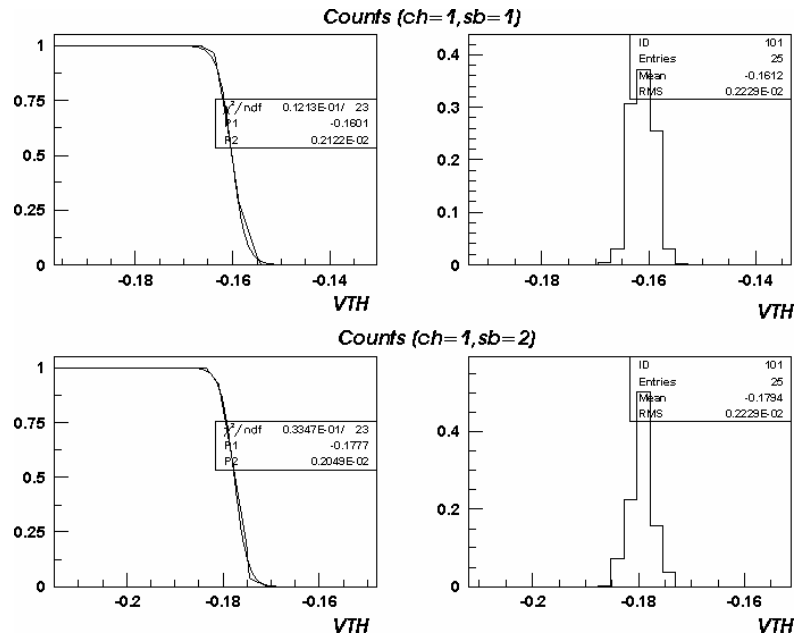 Counts (ch=1,sb=1)
1
0.75
0.5
0.25
0
χ²/ndf 0.1213E-01/ 23
P1 -0.1601
P2 0.2122E-02
-0.18 -0.16 -0.14
VTH
0.4
0.3
0.2
0.1
0
ID 101
Entries 25
Mean -0.1612
RMS 0.2229E-02
-0.18 -0.16 -0.14
VTH
Counts (ch=1,sb=2)
1
0.75
0.5
0.25
0
χ²/ndf 0.3347E-01/ 23
P1 -0.1777
P2 0.2049E-02
-0.2 -0.18 -0.16
VTH
0.4
0.2
0
ID 101
Entries 25
Mean -0.1794
RMS 0.2229E-02
-0.2 -0.18 -0.16
VTH